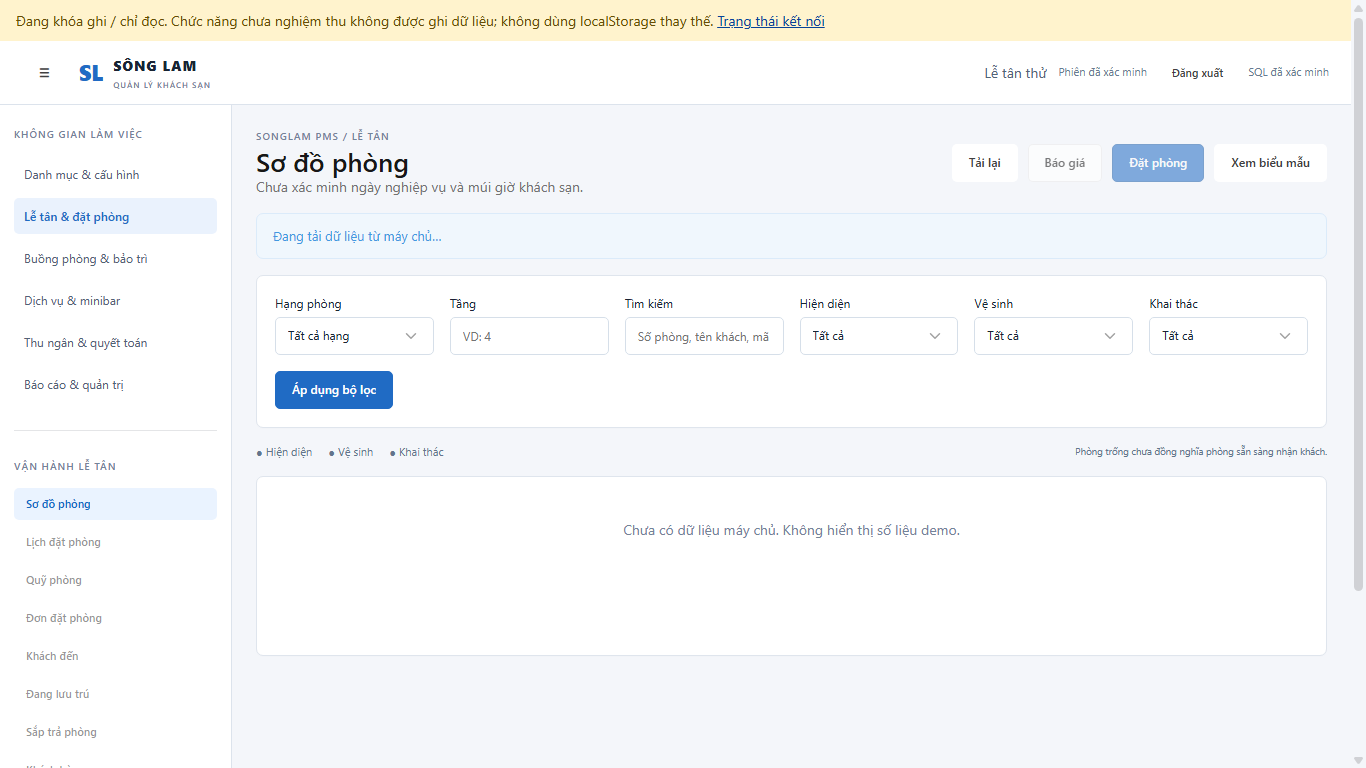 Đang khóa ghi / chỉ đọc. Chức năng chưa nghiệm thu không được ghi dữ liệu; không dùng localStorage thay thế. Trạng thái kết nối
☰ SL SÔNG LAM
QUẢN LÝ KHÁCH SẠN
Lễ tân thử Phiên đã xác minh Đăng xuất SQL đã xác minh
KHÔNG GIAN LÀM VIỆC
Danh mục & cấu hình
Lễ tân & đặt phòng
Buồng phòng & bảo trì
Dịch vụ & minibar
Thu ngân & quyết toán
Báo cáo & quản trị
VẬN HÀNH LỄ TÂN
Sơ đồ phòng
Lịch đặt phòng
Quỹ phòng
Đơn đặt phòng
Khách đến
Đang lưu trú
Sắp trả phòng
SONGLAM PMS / LỄ TÂN
Sơ đồ phòng
Chưa xác minh ngày nghiệp vụ và múi giờ khách sạn.
Tải lại Báo giá Đặt phòng Xem biểu mẫu
Đang tải dữ liệu từ máy chủ...
Hạng phòng Tầng Tìm kiếm Hiện diện Vệ sinh Khai thác
Tất cả hạng VD: 4 Số phòng, tên khách, mã Tất cả Tất cả Tất cả
Áp dụng bộ lọc
● Hiện diện ● Vệ sinh ● Khai thác
Phòng trống chưa đồng nghĩa phòng sẵn sàng nhận khách.
Chưa có dữ liệu máy chủ. Không hiển thị số liệu demo.